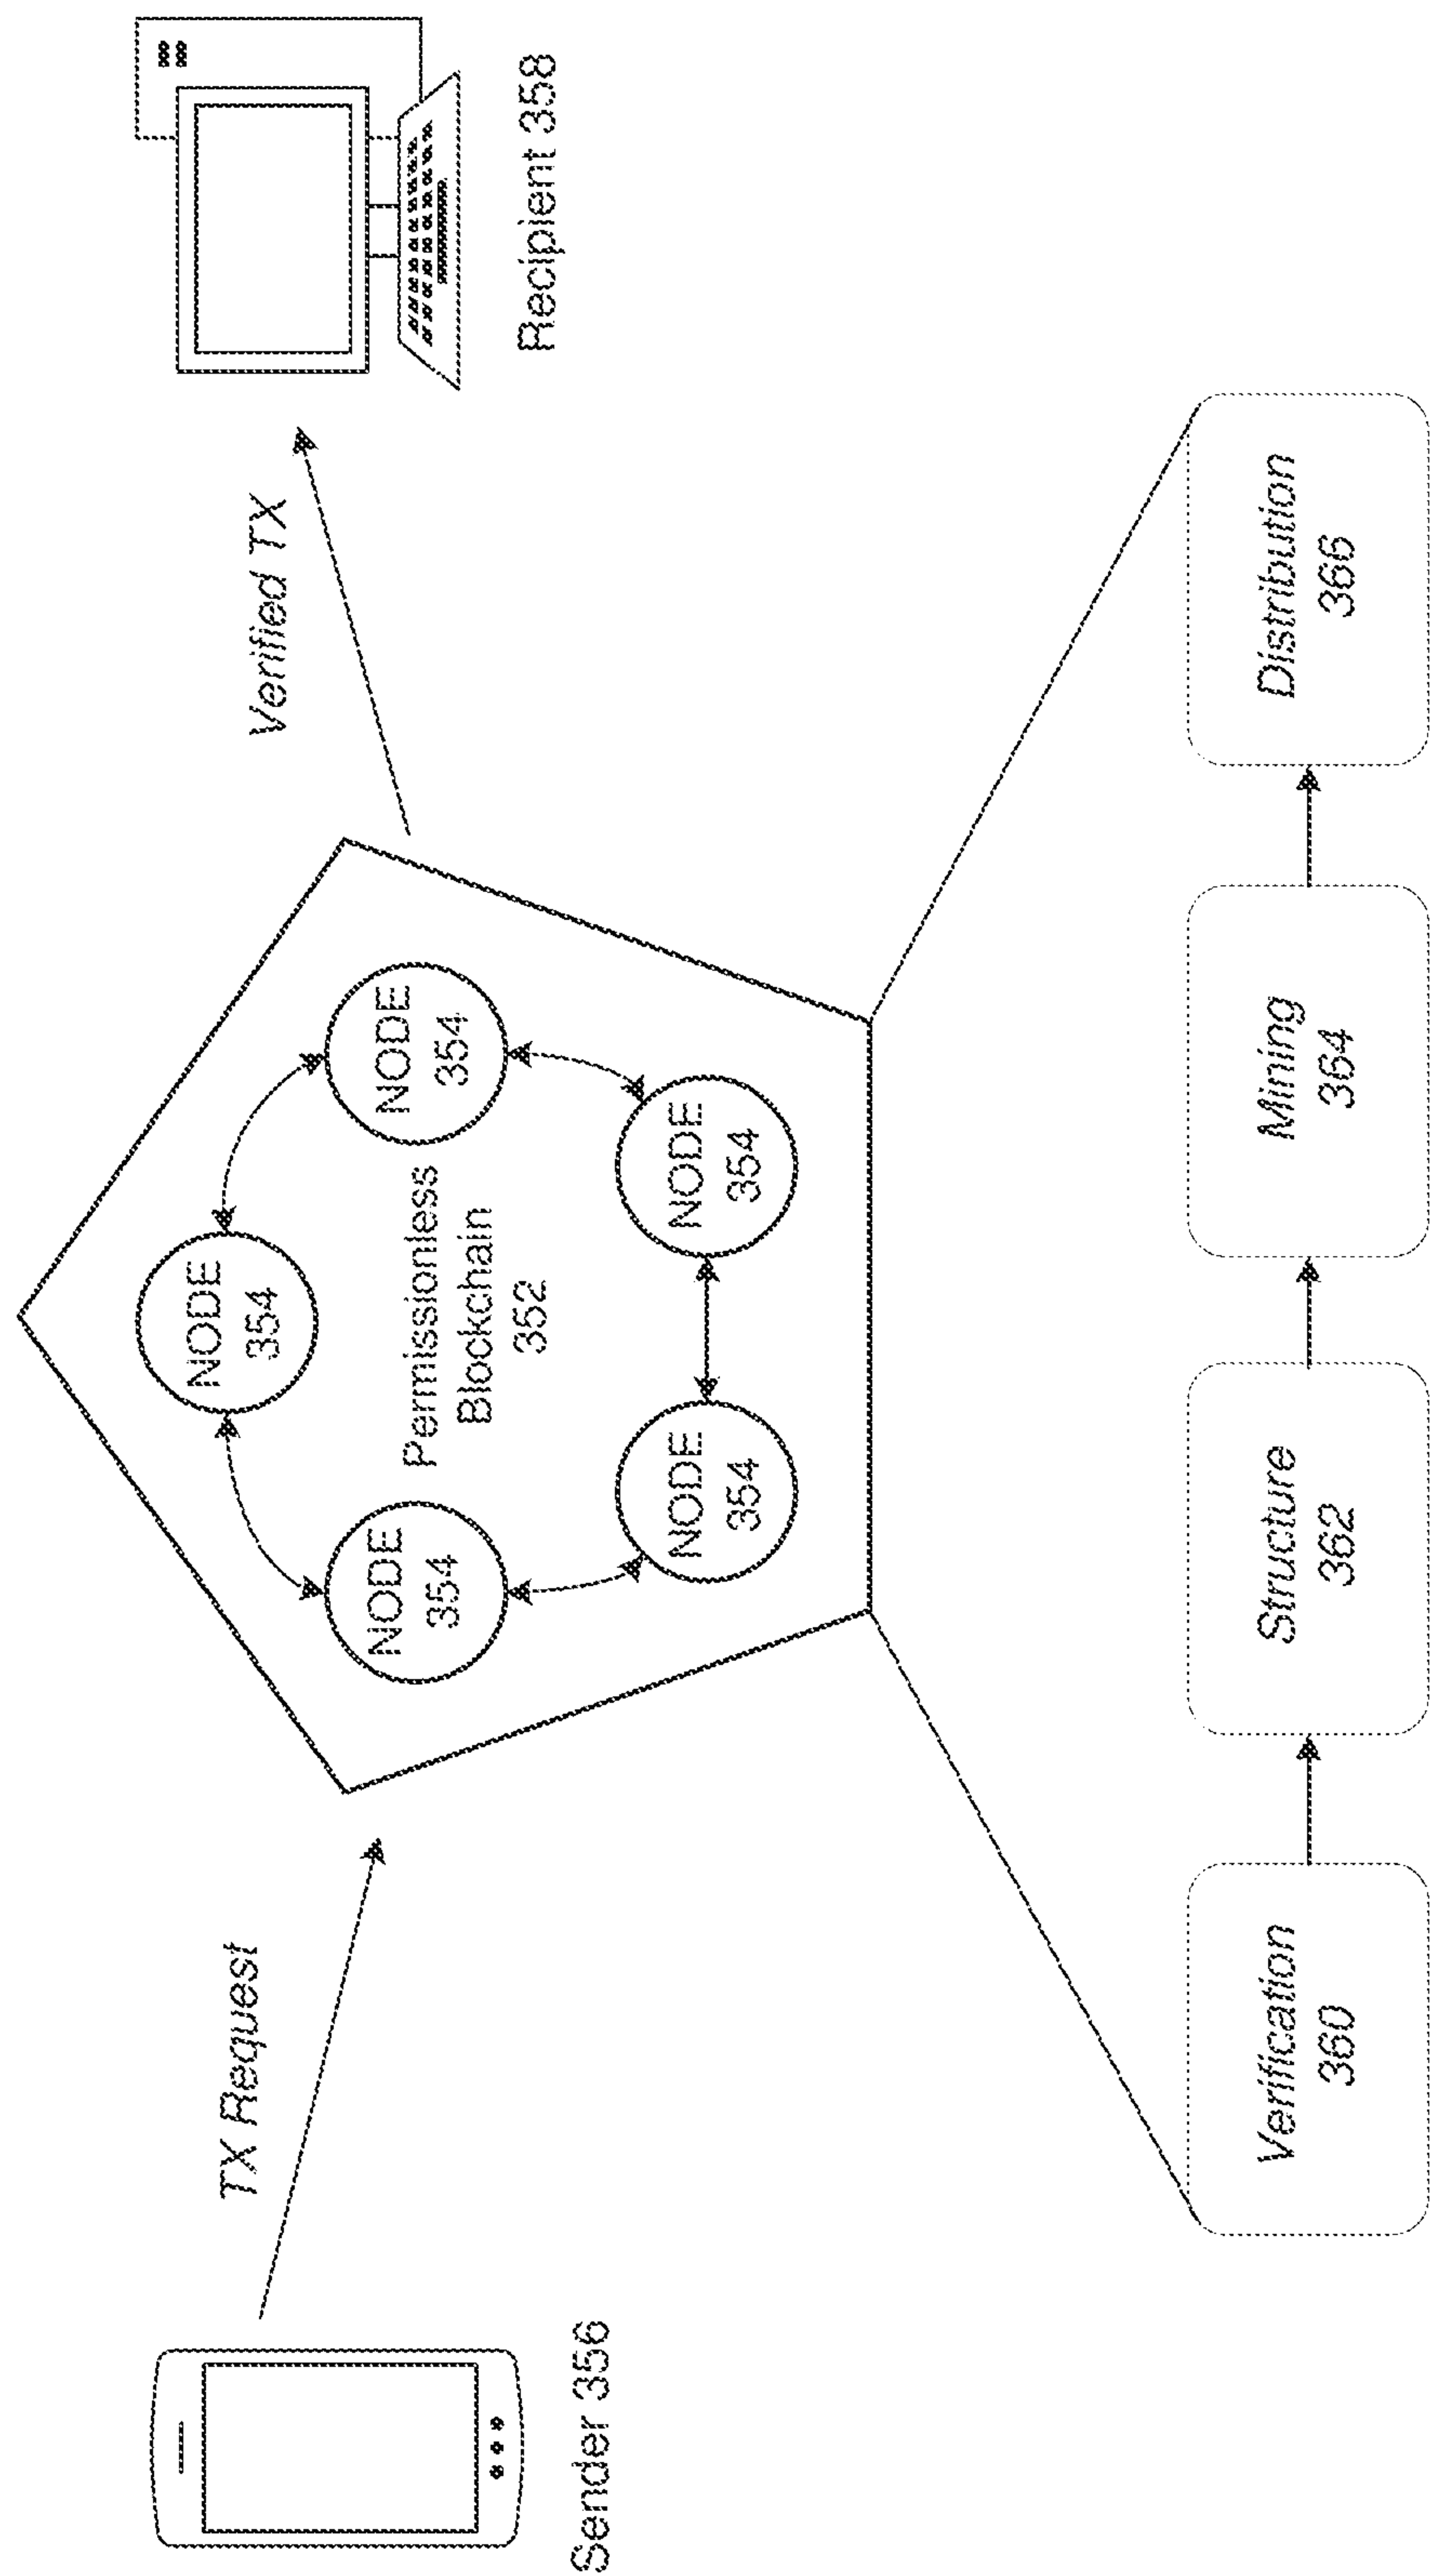 TX Request
Verified TX
NODE
354
NODE
354
NODE
354
Permissionless
Blockchain
352
NODE
354
NODE
354
Sender 356
Recipient 358
Verification
360
Structure
362
Mining
364
Distribution
366